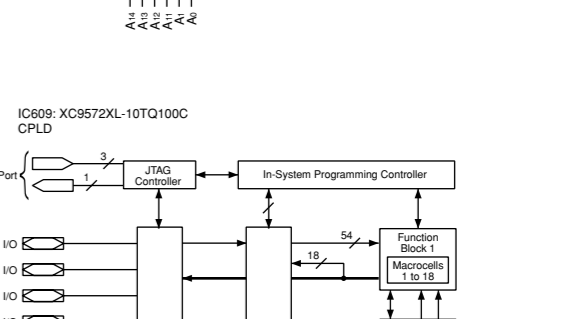 A14
A13
A12
A11
A1
A0
IC609: XC9572XL-10TQ100C
CPLD
Port
3
1
JTAG
Controller
In-System Programming Controller
I/O
I/O
I/O
54
18
Function
Block 1
Macrocells
1 to 18